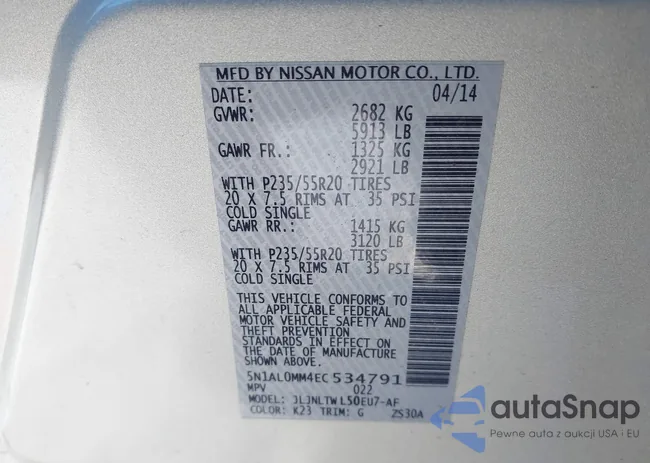 MFD BY NISSAN MOTOR CO., LTD.
DATE: 04/14
GVWR: 2682 KG
5913 LB
GAWR FR.: 1325 KG
2921 LB
WITH P235/55R20 TIRES
20 X 7.5 RIMS AT 35 PSI
COLD SINGLE
GAWR RR.: 1415 KG
3120 LB
WITH P235/55R20 TIRES
20 X 7.5 RIMS AT 35 PSI
COLD SINGLE
THIS VEHICLE CONFORMS TO
ALL APPLICABLE FEDERAL
MOTOR VEHICLE SAFETY AND
THEFT PREVENTION
STANDARDS IN EFFECT ON
THE DATE OF MANUFACTURE
SHOWN ABOVE.
5N1AL0MM4EC534791
MPV 022
MODEL: JLJNLTWL50EU7-AF
COLOR: K23 TRIM: G ZS30A
autoSnap
Pewne auta z aukcji USA i EU